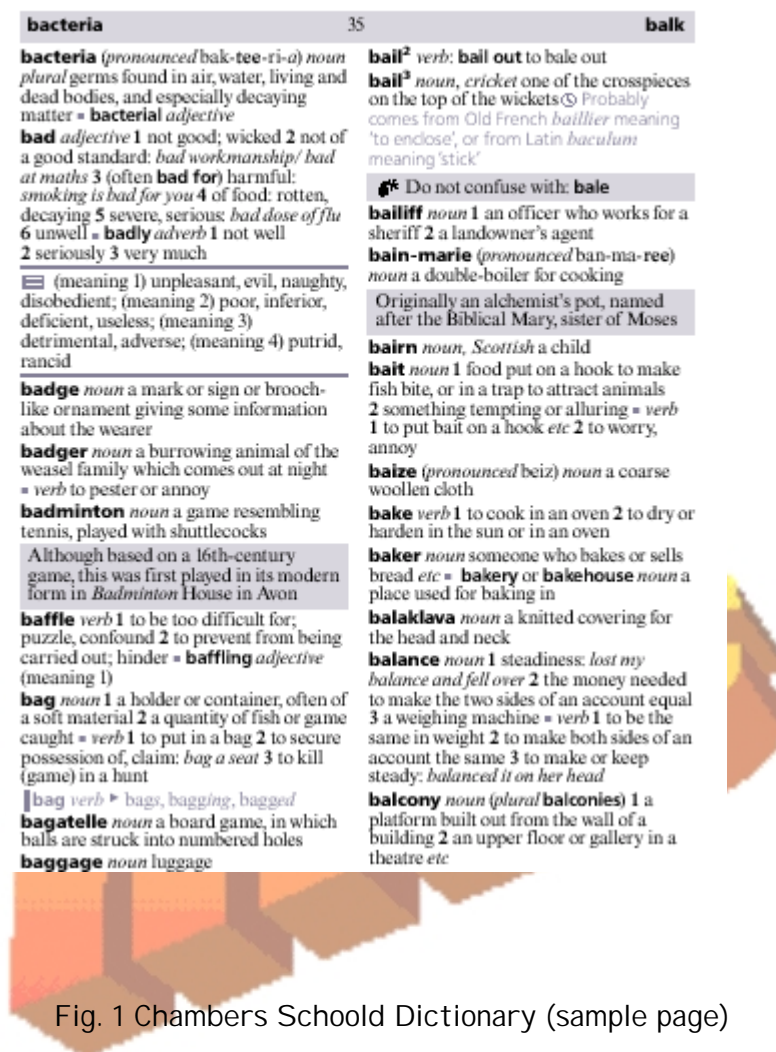 bacteria 35 balk
bacteria (pronounced bak-tee-ri-a) noun
plural germs found in air, water, living and
dead bodies, and especially decaying
matter ▪ bacterial adjective
bad adjective 1 not good; wicked 2 not of
a good standard: bad workmanship/ bad
at maths 3 (often bad for) harmful:
smoking is bad for you 4 of food: rotten,
decaying 5 severe, serious: bad dose of flu
6 unwell ▪ badly adverb 1 not well
2 seriously 3 very much
(meaning 1) unpleasant, evil, naughty,
disobedient; (meaning 2) poor, inferior,
deficient, useless; (meaning 3)
detrimental, adverse; (meaning 4) putrid,
rancid
badge noun a mark or sign or brooch-
like ornament giving some information
about the wearer
badger noun a burrowing animal of the
weasel family which comes out at night
▪ verb to pester or annoy
badminton noun a game resembling
tennis, played with shuttlecocks
Although based on a 16th-century
game, this was first played in its modern
form in Badminton House in Avon
baffle verb 1 to be too difficult for;
puzzle, confound 2 to prevent from being
carried out; hinder ▪ baffling adjective
(meaning 1)
bag noun 1 a holder or container, often of
a soft material 2 a quantity of fish or game
caught ▪ verb 1 to put in a bag 2 to secure
possession of, claim: bag a seat 3 to kill
(game) in a hunt
bag verb ▸ bags, bagging, bagged
bagatelle noun a board game, in which
balls are struck into numbered holes
baggage noun luggage
bail² verb: bail out to bale out
bail³ noun, cricket one of the crosspieces
on the top of the wickets Probably
comes from Old French baillier meaning
'to enclose', or from Latin baculum
meaning 'stick'
Do not confuse with: bale
bailiff noun 1 an officer who works for a
sheriff 2 a landowner's agent
bain-marie (pronounced ban-ma-ree)
noun a double-boiler for cooking
Originally an alchemist's pot, named
after the Biblical Mary, sister of Moses
bairn noun, Scottish a child
bait noun 1 food put on a hook to make
fish bite, or in a trap to attract animals
2 something tempting or alluring ▪ verb
1 to put bait on a hook etc 2 to worry,
annoy
baize (pronounced beiz) noun a coarse
woollen cloth
bake verb 1 to cook in an oven 2 to dry or
harden in the sun or in an oven
baker noun someone who bakes or sells
bread etc ▪ bakery or bakehouse noun a
place used for baking in
balaklava noun a knitted covering for
the head and neck
balance noun 1 steadiness: lost my
balance and fell over 2 the money needed
to make the two sides of an account equal
3 a weighing machine ▪ verb 1 to be the
same in weight 2 to make both sides of an
account the same 3 to make or keep
steady: balanced it on her head
balcony noun (plural balconies) 1 a
platform built out from the wall of a
building 2 an upper floor or gallery in a
theatre etc
Fig. 1 Chambers Schoold Dictionary (sample page)